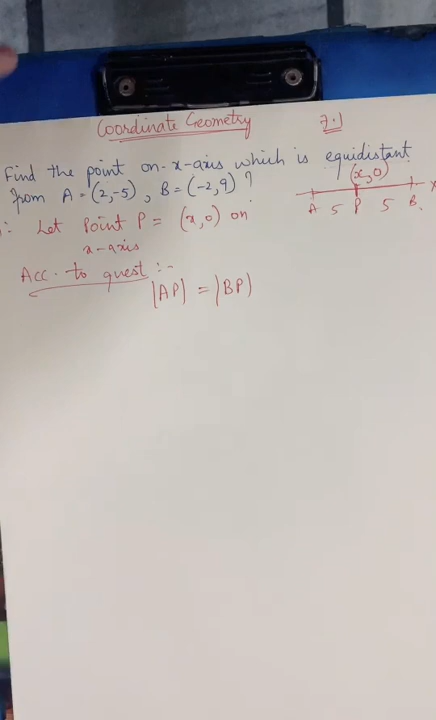 Coordinate Geometry 7.1
Find the point on x-axis which is equidistant
from A = (2,-5), B = (-2,9) ?
(x,0)
A 5 P 5 B
: Let Point P = (x,0) on
x-axis
Acc. to quest :-
|AP| = |BP|